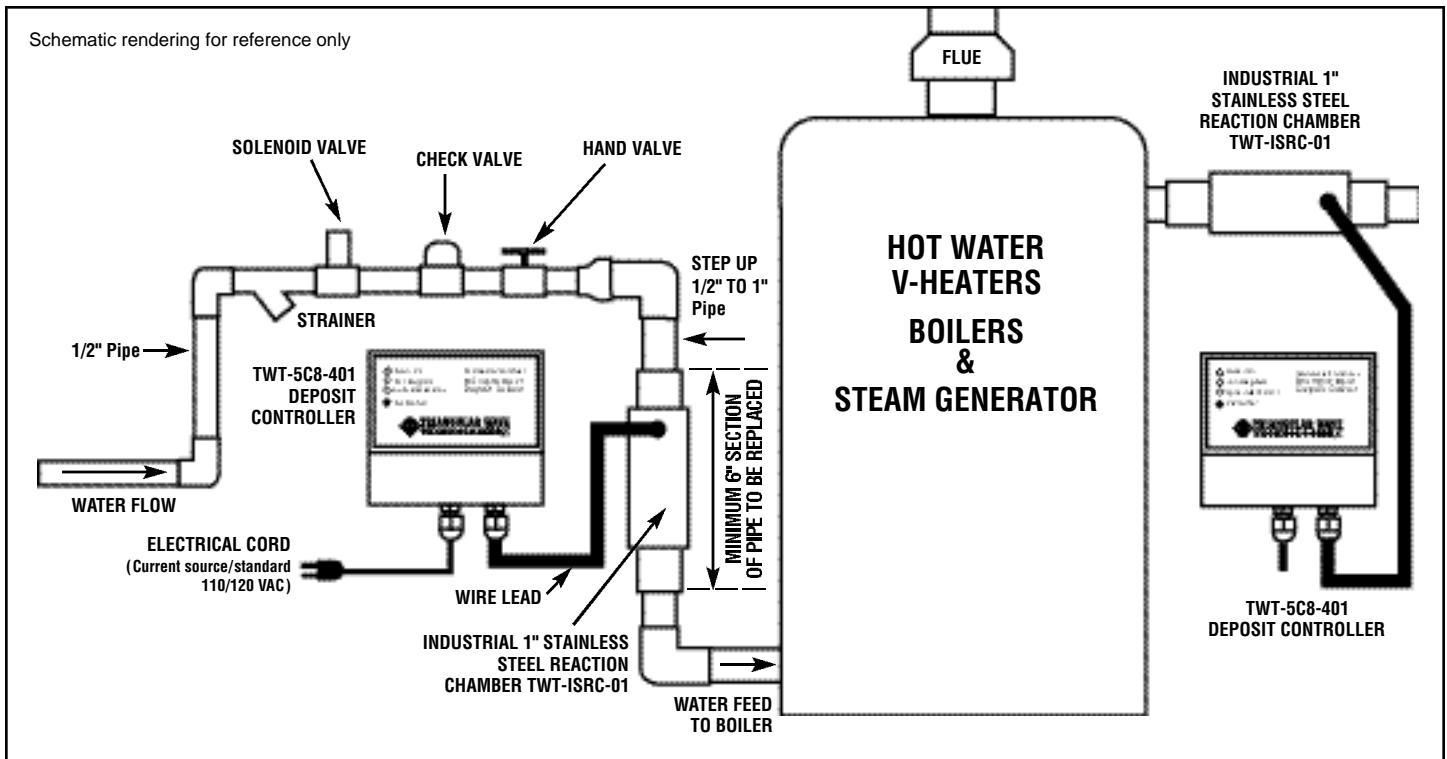 Schematic rendering for reference only
FLUE
INDUSTRIAL 1"
STAINLESS STEEL
REACTION CHAMBER
TWT-ISRC-01
SOLENOID VALVE
CHECK VALVE
HAND VALVE
HOT WATER
V-HEATERS
BOILERS
&
STEAM GENERATOR
STEP UP
1/2" TO 1"
Pipe
STRAINER
1/2" Pipe
TWT-5C8-401
DEPOSIT
CONTROLLER
TRIANGULAR WAVE
TRIANGULAR WAVE
MINIMUM 6" SECTION
OF PIPE TO BE REPLACED
WATER FLOW
ELECTRICAL CORD
(Current source/standard
110/120 VAC)
WIRE LEAD
INDUSTRIAL 1" STAINLESS
STEEL REACTION
CHAMBER TWT-ISRC-01
WATER FEED
TO BOILER
TWT-5C8-401
DEPOSIT CONTROLLER